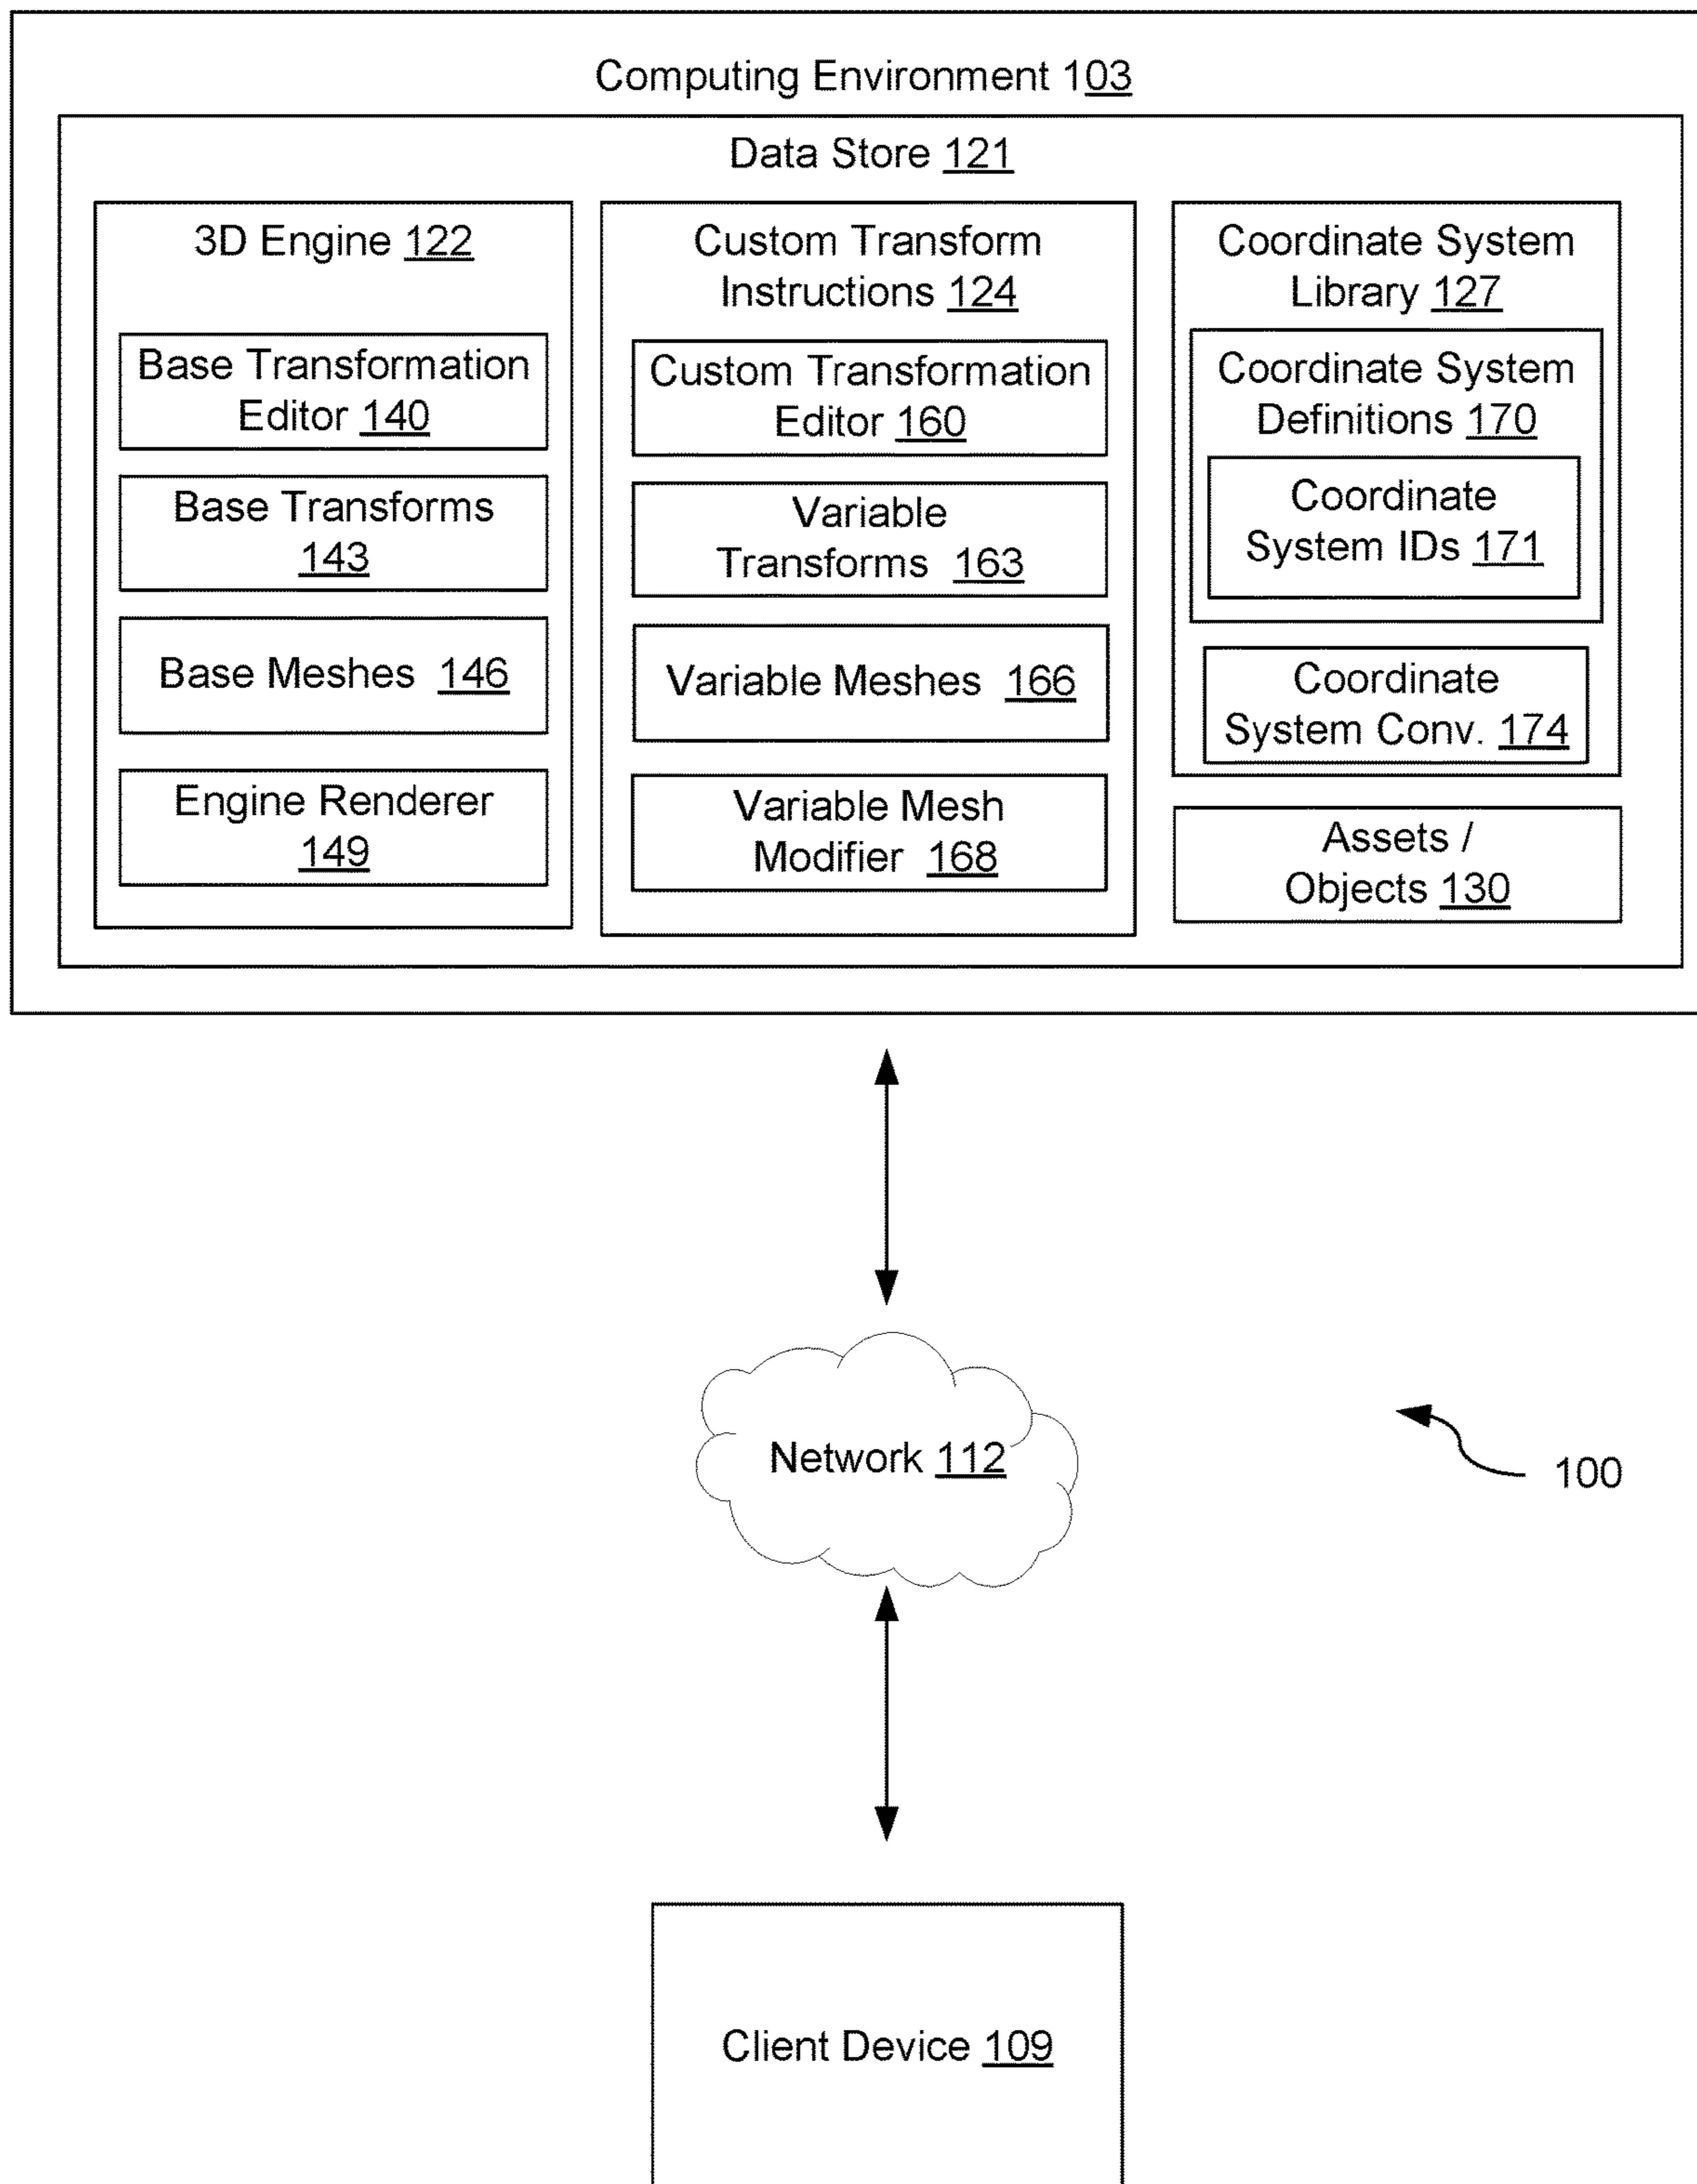 Computing Environment 103
Data Store 121
3D Engine 122
Base Transformation
Editor 140
Base Transforms
143
Base Meshes 146
Engine Renderer
149
Custom Transform
Instructions 124
Custom Transformation
Editor 160
Variable
Transforms 163
Variable Meshes 166
Variable Mesh
Modifier 168
Coordinate System
Library 127
Coordinate System
Definitions 170
Coordinate
System IDs 171
Coordinate
System Conv. 174
Assets /
Objects 130
Network 112
100
Client Device 109